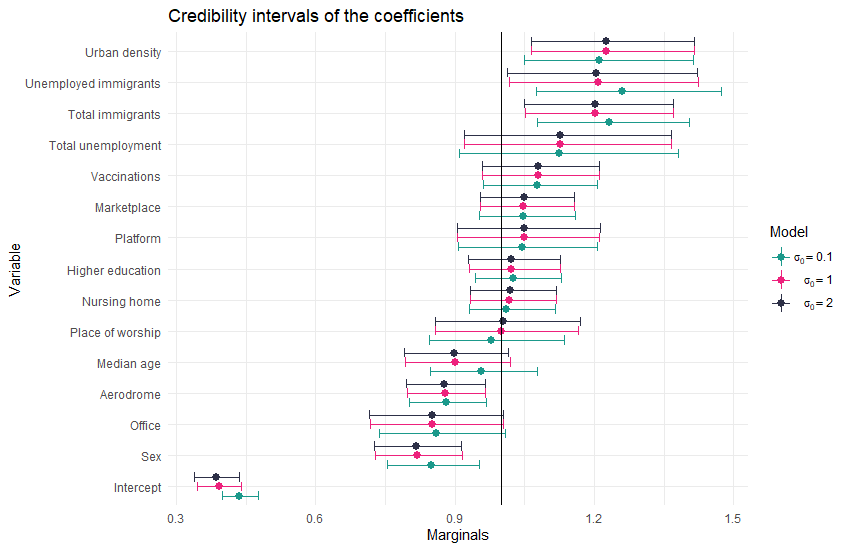 Credibility intervals of the coefficients
Variable
Urban density
Unemployed immigrants
Total immigrants
Total unemployment
Vaccinations
Marketplace
Platform
Higher education
Nursing home
Place of worship
Median age
Aerodrome
Office
Sex
Intercept
0.3 0.6 0.9 1.2 1.5
Marginals
Model
σ₀ = 0.1
σ₀ = 1
σ₀ = 2